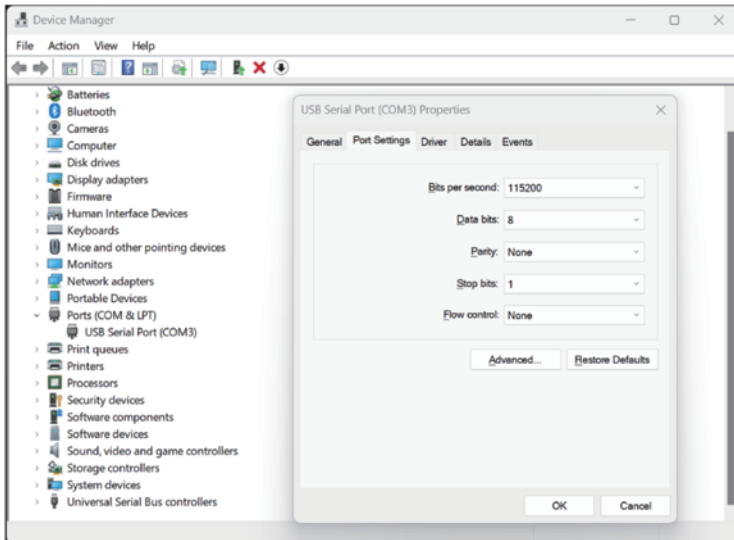 Device Manager
File Action View Help
Batteries
Bluetooth
Cameras
Computer
Disk drives
Display adapters
Firmware
Human Interface Devices
Keyboards
Mice and other pointing devices
Monitors
Network adapters
Portable Devices
Ports (COM & LPT)
USB Serial Port (COM3)
Print queues
Printers
Processors
Security devices
Software components
Software devices
Sound, video and game controllers
Storage controllers
System devices
Universal Serial Bus controllers
USB Serial Port (COM3) Properties
General Port Settings Driver Details Events
Bits per second: 115200
Data bits: 8
Parity: None
Stop bits: 1
Flow control: None
Advanced... Restore Defaults
OK Cancel